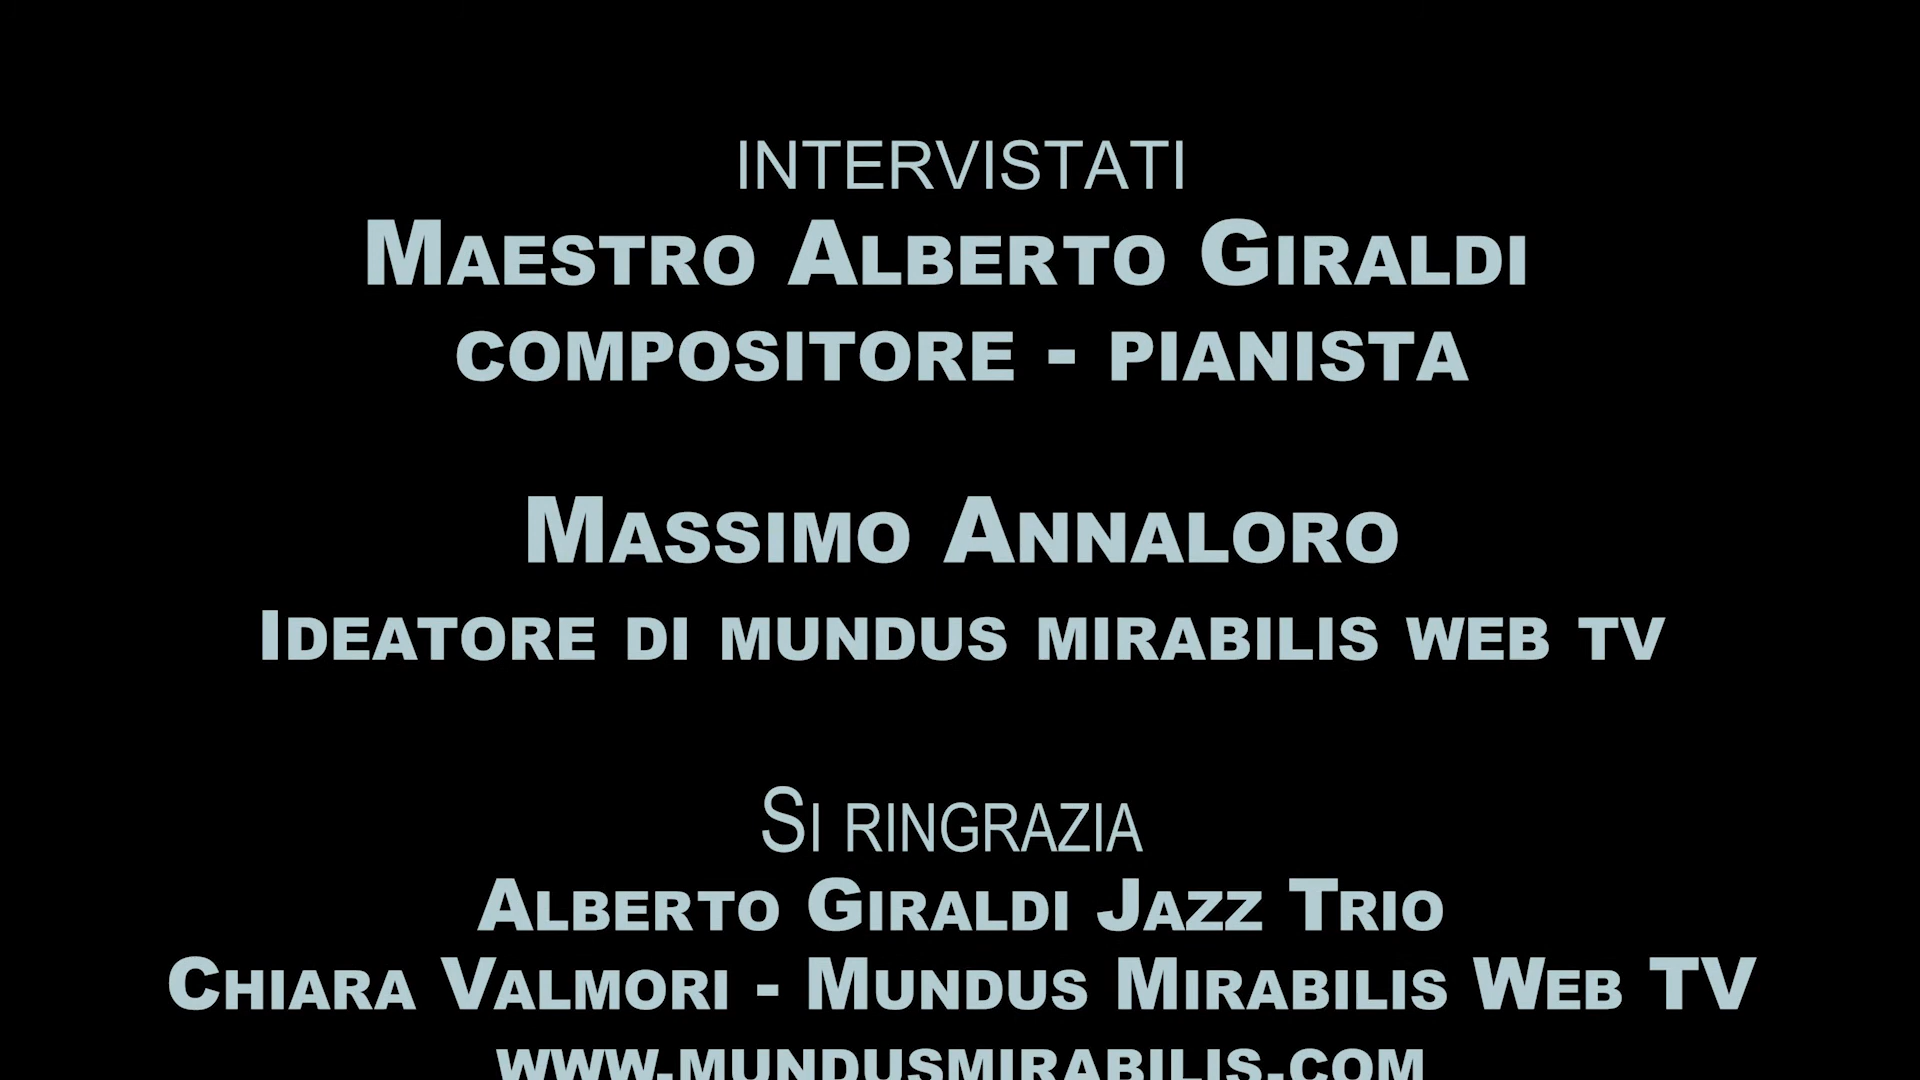 INTERVISTATI
MAESTRO ALBERTO GIRALDI
COMPOSITORE - PIANISTA
MASSIMO ANNALORO
IDEATORE DI MUNDUS MIRABILIS WEB TV
SI RINGRAZIA
ALBERTO GIRALDI JAZZ TRIO
CHIARA VALMORI - MUNDUS MIRABILIS WEB TV
WWW.MUNDUSMIRABILIS.COM